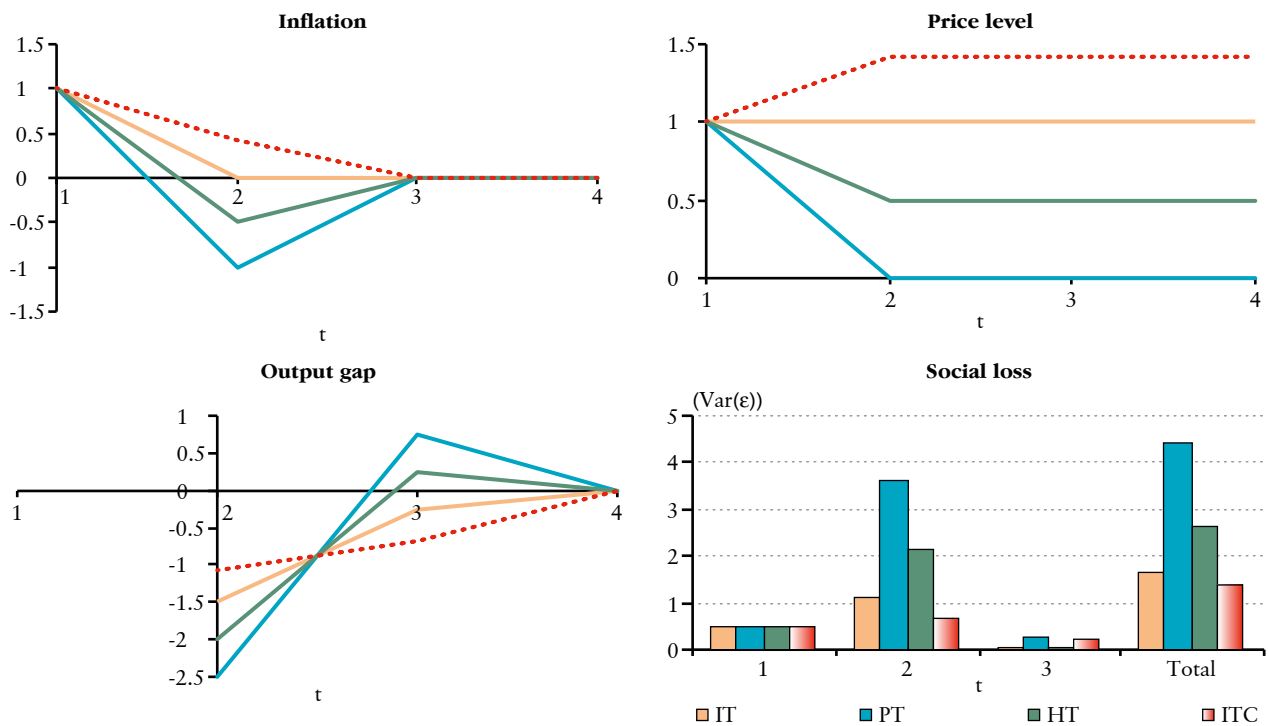 Inflation
1.5
1
0.5
0
-0.5
-1
-1.5
1 2 3 4
t
Price level
1.5
1
0.5
0
1 2 3 4
t
Output gap
1
0.5
0
-0.5
-1
-1.5
-2
-2.5
1 2 3 4
t
Social loss
(Var(ε))
5
4
3
2
1
0
1 2 3 Total
t
IT PT HT ITC